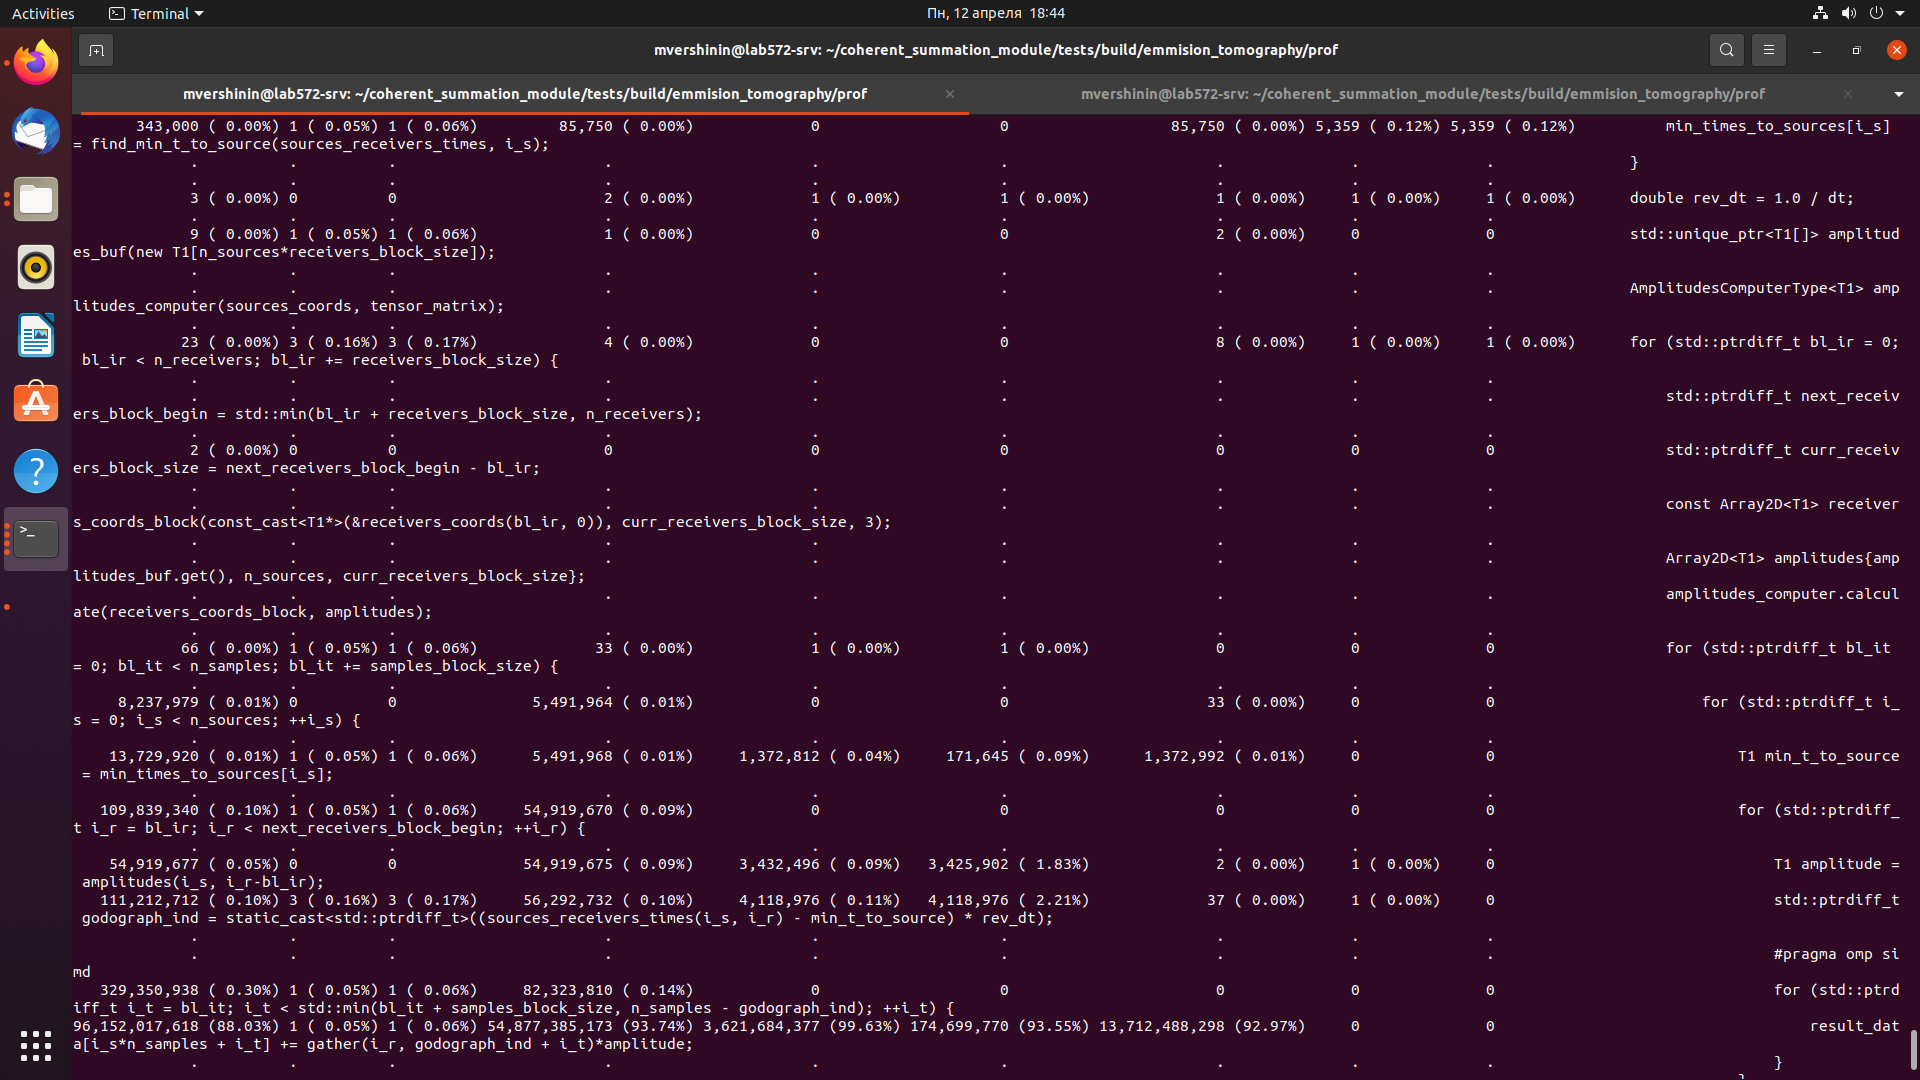 Activities Terminal Пн, 12 апреля 18:44
mvershinin@lab572-srv: ~/coherent_summation_module/tests/build/emmision_tomography/prof
mvershinin@lab572-srv: ~/coherent_summation_module/tests/build/emmision_tomography/prof × mvershinin@lab572-srv: ~/coherent_summation_module/tests/build/emmision_tomography/prof ×
343,000 ( 0.00%) 1 ( 0.05%) 1 ( 0.06%) 85,750 ( 0.00%) 0 0 85,750 ( 0.00%) 5,359 ( 0.12%) 5,359 ( 0.12%) min_times_to_sources[i_s]
= find_min_t_to_source(sources_receivers_times, i_s);
. . . . . . . . . }
. . . . . . . . .
3 ( 0.00%) 0 0 2 ( 0.00%) 1 ( 0.00%) 1 ( 0.00%) 1 ( 0.00%) 1 ( 0.00%) 1 ( 0.00%) double rev_dt = 1.0 / dt;
. . . . . . . . .
9 ( 0.00%) 1 ( 0.05%) 1 ( 0.06%) 1 ( 0.00%) 0 0 2 ( 0.00%) 0 0 std::unique_ptr<T1[]> amplitud
es_buf(new T1[n_sources*receivers_block_size]);
. . . . . . . . .
. . . . . . . . . AmplitudesComputerType<T1> amp
litudes_computer(sources_coords, tensor_matrix);
. . . . . . . . .
23 ( 0.00%) 3 ( 0.16%) 3 ( 0.17%) 4 ( 0.00%) 0 0 8 ( 0.00%) 1 ( 0.00%) 1 ( 0.00%) for (std::ptrdiff_t bl_ir = 0;
bl_ir < n_receivers; bl_ir += receivers_block_size) {
. . . . . . . . .
. . . . . . . . . std::ptrdiff_t next_receiv
ers_block_begin = std::min(bl_ir + receivers_block_size, n_receivers);
. . . . . . . . .
2 ( 0.00%) 0 0 0 0 0 0 0 0 std::ptrdiff_t curr_receiv
ers_block_size = next_receivers_block_begin - bl_ir;
. . . . . . . . .
. . . . . . . . . const Array2D<T1> receiver
s_coords_block(const_cast<T1*>(&receivers_coords(bl_ir, 0)), curr_receivers_block_size, 3);
. . . . . . . . .
. . . . . . . . . Array2D<T1> amplitudes{amp
litudes_buf.get(), n_sources, curr_receivers_block_size};
. . . . . . . . . amplitudes_computer.calcul
ate(receivers_coords_block, amplitudes);
. . . . . . . . .
66 ( 0.00%) 1 ( 0.05%) 1 ( 0.06%) 33 ( 0.00%) 1 ( 0.00%) 1 ( 0.00%) 0 0 0 for (std::ptrdiff_t bl_it
= 0; bl_it < n_samples; bl_it += samples_block_size) {
. . . . . . . . .
8,237,979 ( 0.01%) 0 0 5,491,964 ( 0.01%) 0 0 33 ( 0.00%) 0 0 for (std::ptrdiff_t i_
s = 0; i_s < n_sources; ++i_s) {
. . . . . . . . .
13,729,920 ( 0.01%) 1 ( 0.05%) 1 ( 0.06%) 5,491,968 ( 0.01%) 1,372,812 ( 0.04%) 171,645 ( 0.09%) 1,372,992 ( 0.01%) 0 0 T1 min_t_to_source
= min_times_to_sources[i_s];
. . . . . . . . .
109,839,340 ( 0.10%) 1 ( 0.05%) 1 ( 0.06%) 54,919,670 ( 0.09%) 0 0 0 0 0 for (std::ptrdiff_
t i_r = bl_ir; i_r < next_receivers_block_begin; ++i_r) {
. . . . . . . . .
54,919,677 ( 0.05%) 0 0 54,919,675 ( 0.09%) 3,432,496 ( 0.09%) 3,425,902 ( 1.83%) 2 ( 0.00%) 1 ( 0.00%) 0 T1 amplitude =
amplitudes(i_s, i_r-bl_ir);
111,212,712 ( 0.10%) 3 ( 0.16%) 3 ( 0.17%) 56,292,732 ( 0.10%) 4,118,976 ( 0.11%) 4,118,976 ( 2.21%) 37 ( 0.00%) 1 ( 0.00%) 0 std::ptrdiff_t
godograph_ind = static_cast<std::ptrdiff_t>((sources_receivers_times(i_s, i_r) - min_t_to_source) * rev_dt);
. . . . . . . . .
. . . . . . . . . #pragma omp si
md
329,350,938 ( 0.30%) 1 ( 0.05%) 1 ( 0.06%) 82,323,810 ( 0.14%) 0 0 0 0 0 for (std::ptrd
iff_t i_t = bl_it; i_t < std::min(bl_it + samples_block_size, n_samples - godograph_ind); ++i_t) {
96,152,017,618 (88.03%) 1 ( 0.05%) 1 ( 0.06%) 54,877,385,173 (93.74%) 3,621,684,377 (99.63%) 174,699,770 (93.55%) 13,712,488,298 (92.97%) 0 0 result_dat
a[i_s*n_samples + i_t] += gather(i_r, godograph_ind + i_t)*amplitude;
. . . . . . . . . }